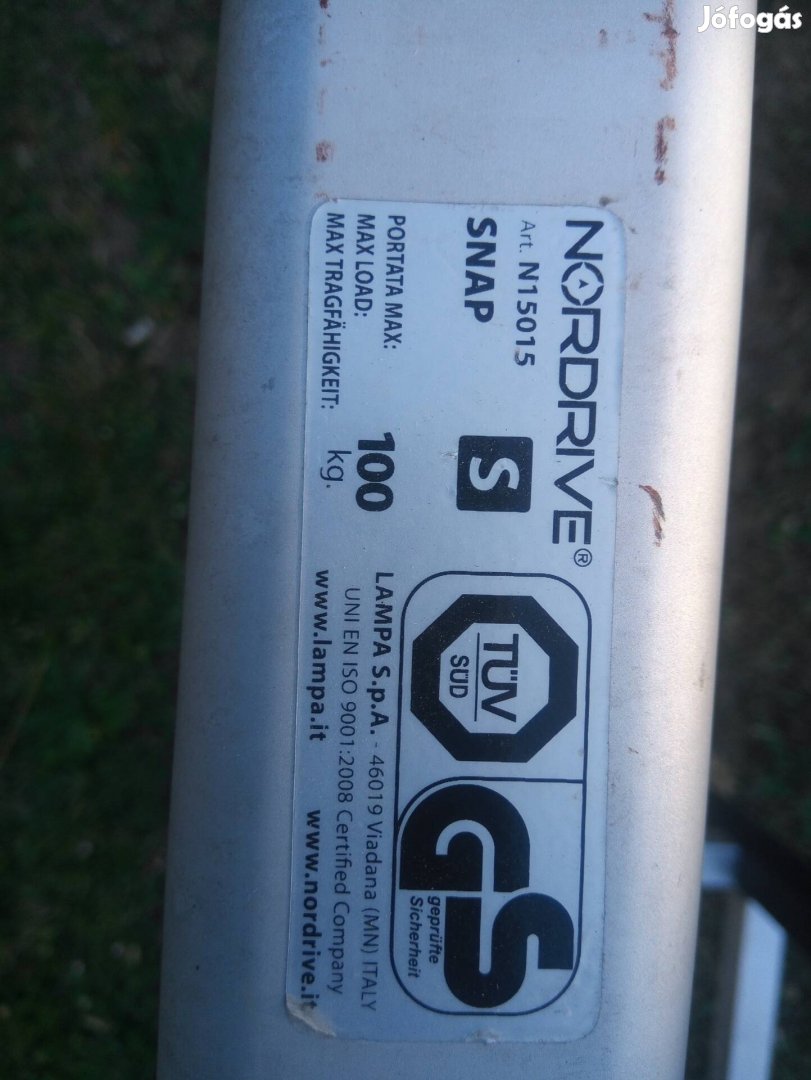 Jófogás
NORDRIVE®
Art. N15015
SNAP
S
PORTATA MAX:
MAX LOAD:
MAX TRAGFÄHIGKEIT:
100
kg.
TÜV
SÜD
GS
geprüfte
Sicherheit
LAMPA S.p.A. - 46019 Viadana (MN) ITALY
UNI EN ISO 9001:2008 Certified Company
www.lampa.it www.nordrive.it